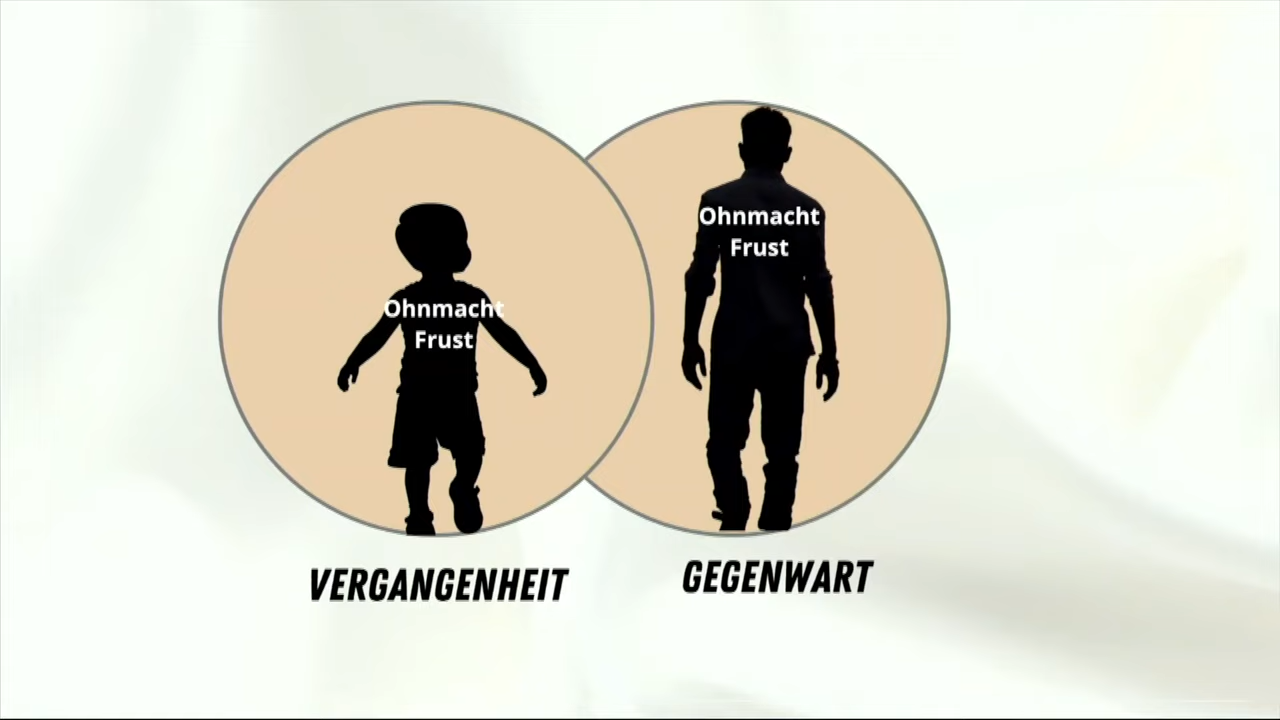 Ohnmacht
Frust
Ohnmacht
Frust
VERGANGENHEIT
GEGENWART